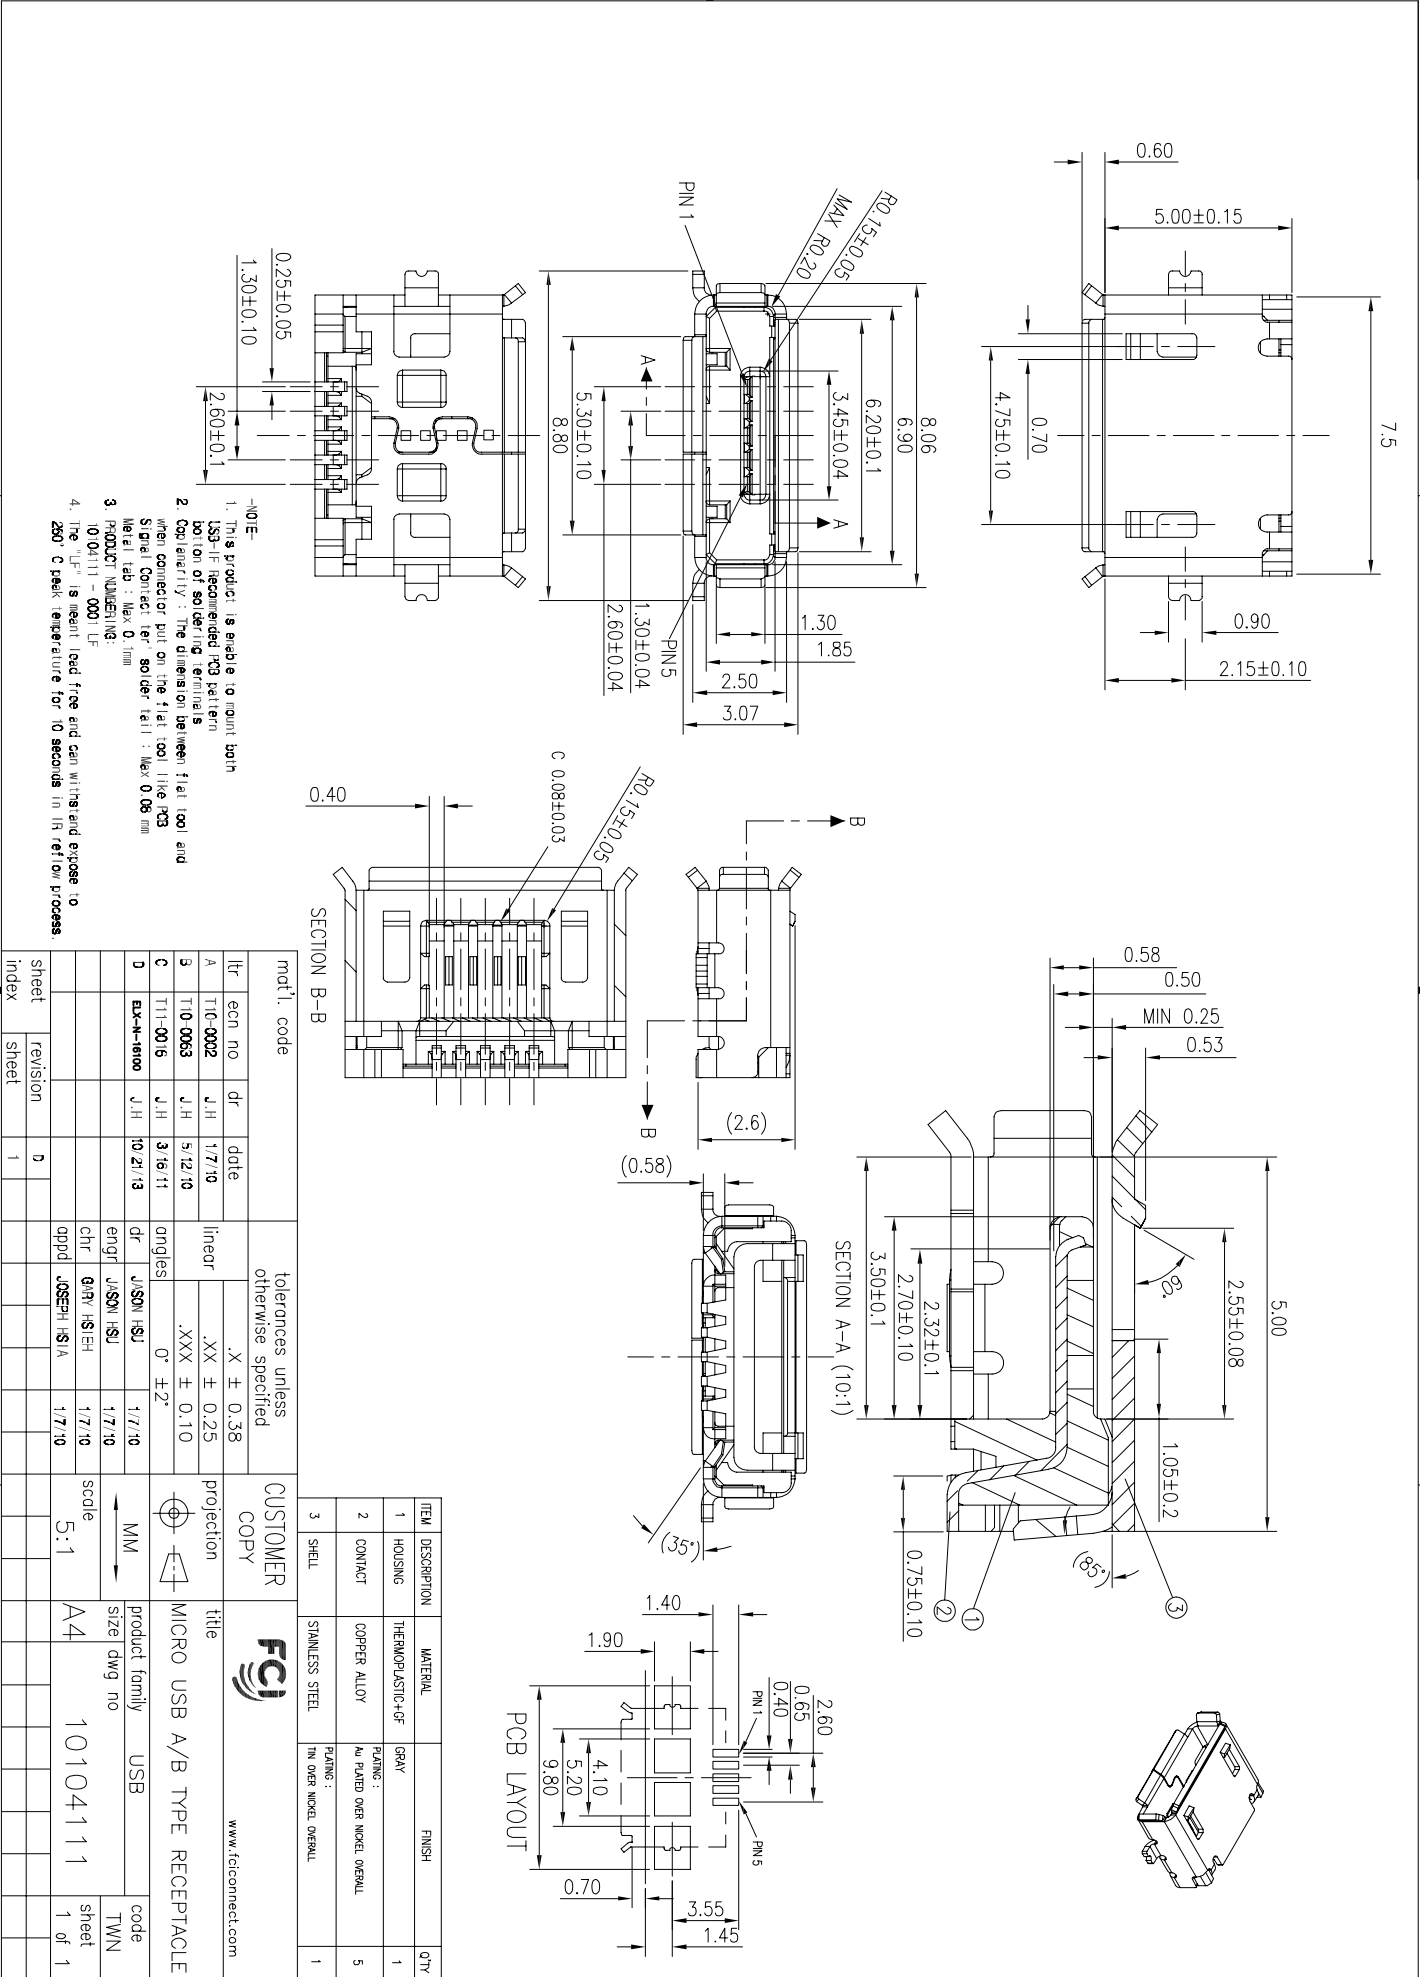 7.5
0.60
5.00±0.15
0.70
4.75±0.10
0.90
2.15±0.10
8.06
6.90
6.20±0.1
3.45±0.04
R0.15±0.05
MAX R0.20
PIN 1
A
A
5.30±0.10
8.80
PIN5
1.30±0.04
2.60±0.04
1.30
1.85
2.50
3.07
0.25±0.05
1.30±0.10
2.60±0.1
B
B
(2.6)
R0.15±0.05
C 0.08±0.03
0.40
SECTION B-B
0.58
0.50
MIN 0.25
0.53
5.00
2.55±0.08
60°
1.05±0.2
2.32±0.1
2.70±0.10
3.50±0.1
SECTION A-A (10:1)
0.75±0.10
(85°)
1
2
3
(0.58)
(35°)
2.60
0.65
0.40
PIN1
PIN5
1.40
1.90
4.10
5.20
9.80
0.70
3.55
1.45
PCB LAYOUT
-NOTE-
1. This product is enable to mount both
USB-IF Recommended PCB pattern
botton of soldering terminals
2. Coplanarity : The dimension between flat tool and
when connector put on the flat tool like PCB
Signal Contact ter' solder tail : Max 0.08 mm
Metal tab : Max 0.1mm
3. PRODUCT NUMBERING:
10104111 - 0001 LF
4. The "LF" is meant lead free and can withstand expose to
260' C peak temperature for 10 seconds in IR reflow process.
ITEM DESCRIPTION MATERIAL FINISH Q'TY
1 HOUSING THERMOPLASTIC+GF GRAY 1
2 CONTACT COPPER ALLOY PLATING : Au PLATED OVER NICKEL OVERALL 5
3 SHELL STAINLESS STEEL PLATING : TIN OVER NICKEL OVERALL 1
mat'l. code
tolerances unless
otherwise specified
CUSTOMER
COPY
FCI
www.fciconnect.com
ltr ecn no dr date
A T10-0002 J.H 1/7/10
B T10-0063 J.H 5/12/10
C T11-0016 J.H 3/16/11
D ELX-N-16100 J.H 10/21/13
linear
.X ± 0.38
.XX ± 0.25
.XXX ± 0.10
angles 0° ±2°
dr JASON HSU 1/7/10
engr JASON HSU 1/7/10
chr GARY HSIEH 1/7/10
appd JOSEPH HSIA 1/7/10
projection
MM
scale
5:1
title
MICRO USB A/B TYPE RECEPTACLE
product family USB
code
TWN
size dwg no
A4 10104111
sheet
1 of 1
sheet revision D
index sheet 1